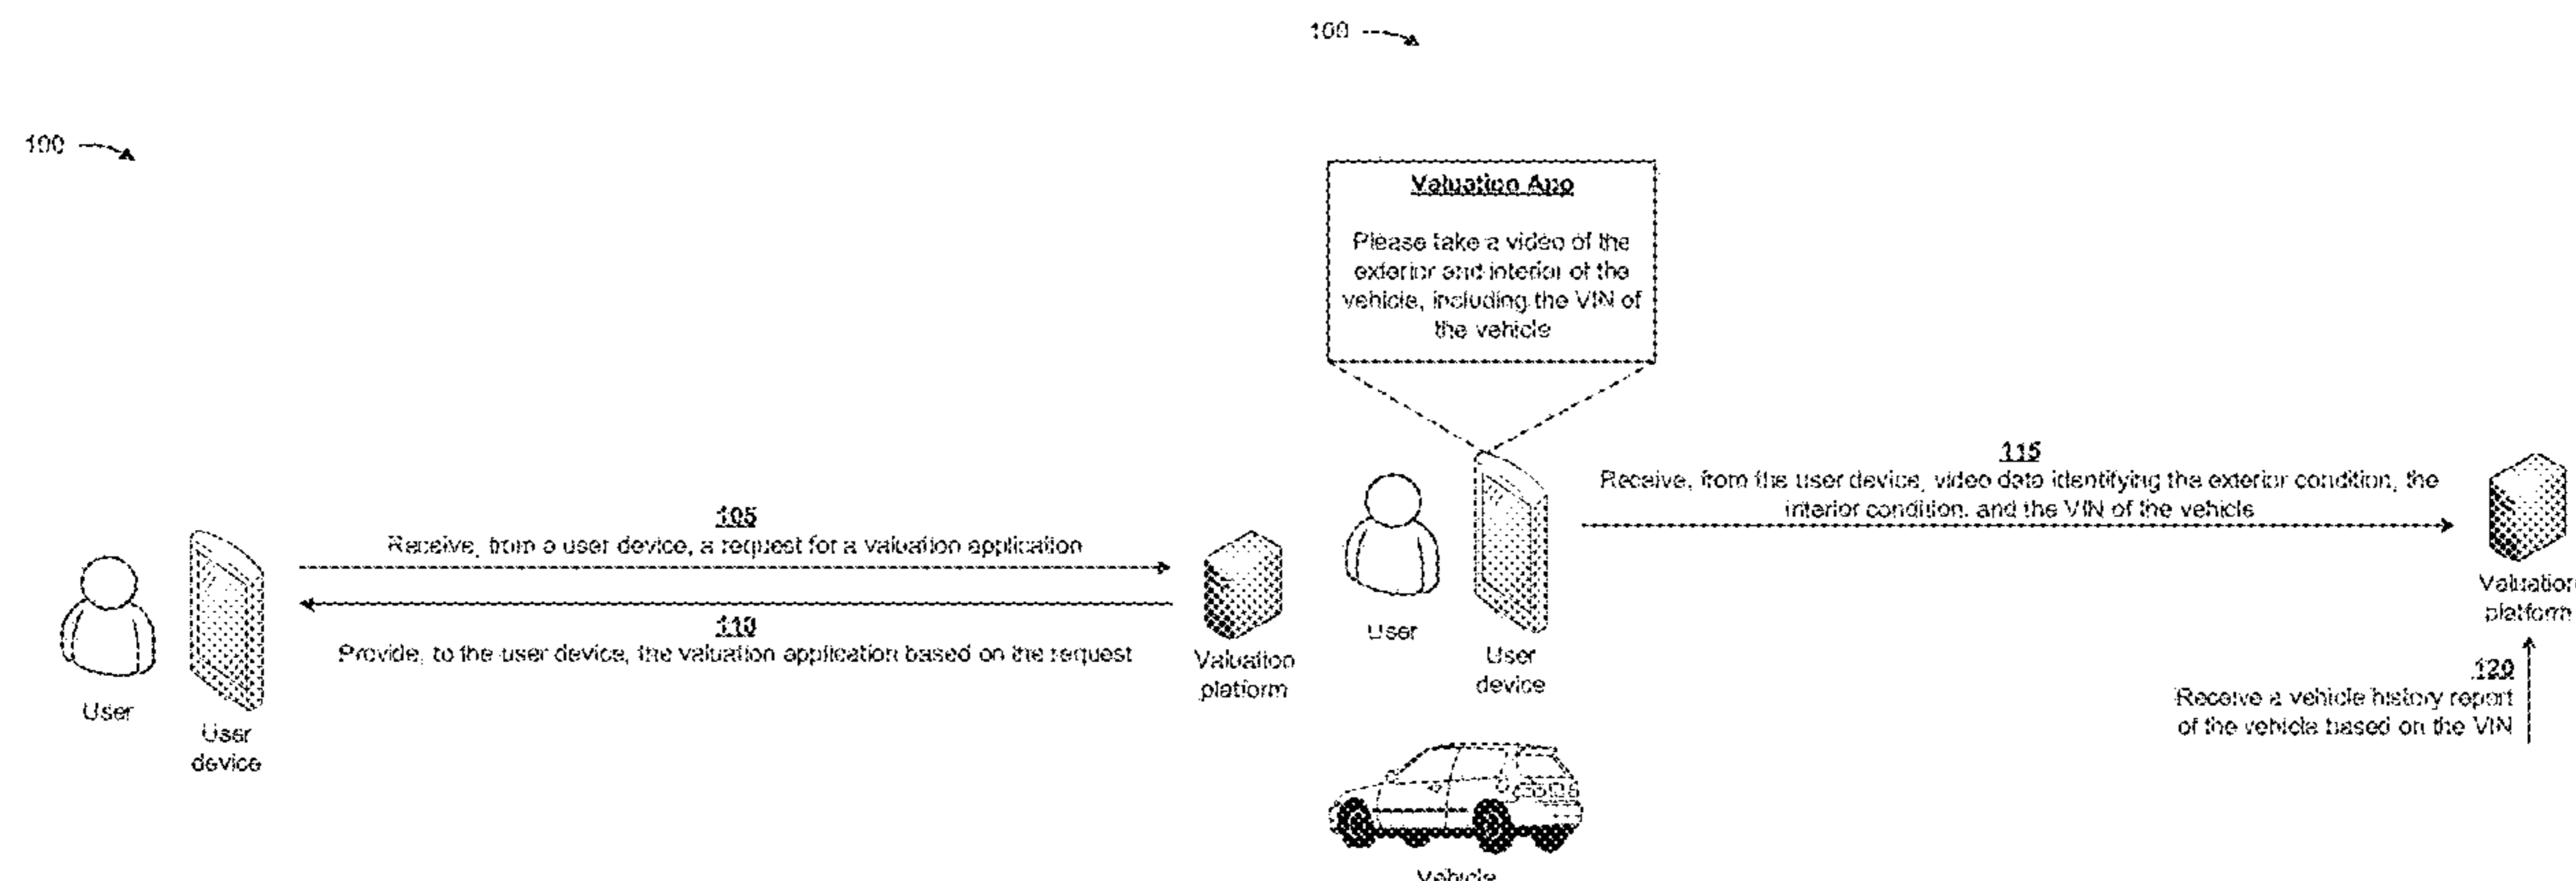 100
105
Receive, from a user device, a request for a valuation application
110
Provide, to the user device, the valuation application based on the request
User
User
device
Valuation
platform
100
Valuation App
Please take a video of the
exterior and interior of the
vehicle, including the VIN of
the vehicle
115
Receive, from the user device, video data identifying the exterior condition, the
interior condition, and the VIN of the vehicle
User
User
device
Valuation
platform
120
Receive a vehicle history report
of the vehicle based on the VIN
Vehicle